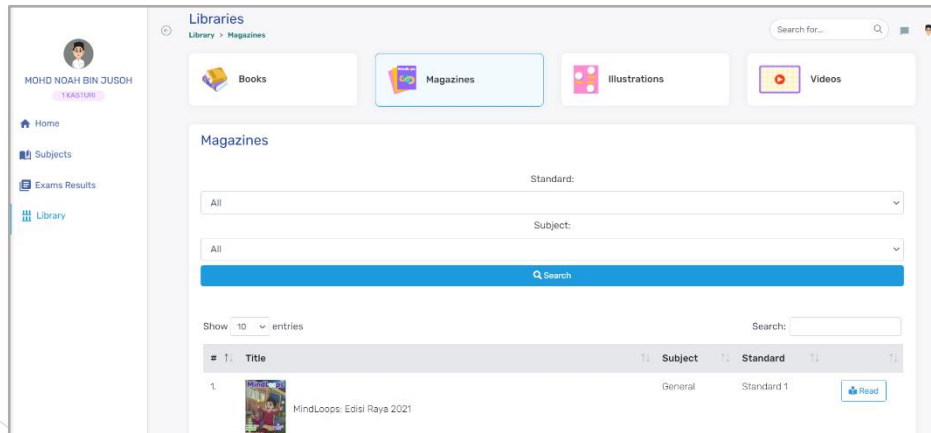 Libraries
Library > Magazines
Search for...
MOHD NOAH BIN JUSOH
1 KASTURI
Home
Subjects
Exams Results
Library
Books
Magazines
Illustrations
Videos
Magazines
Standard:
All
Subject:
All
Search
Show 10 entries
Search:
# Title Subject Standard
1. MindLoops: Edisi Raya 2021 General Standard 1 Read
MindLoops